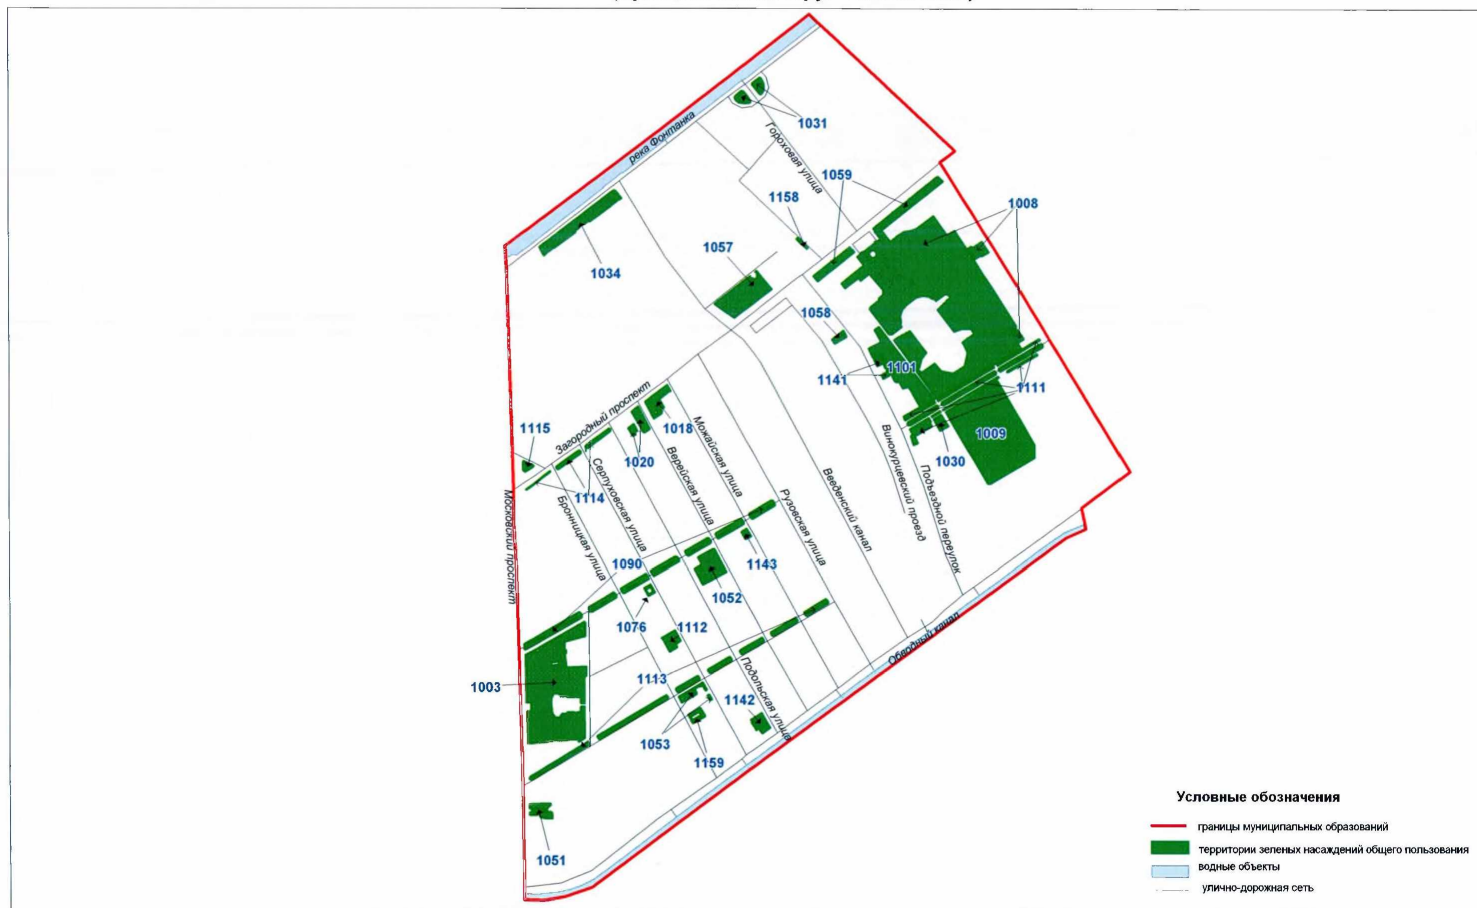 1031
река Фонтанка
Гороховая улица
1059
1158
1008
1057
1034
1058
1141
1101
1111
Загородный проспект
1018
1115
1020
1030
1009
Можайская улица
Верейская улица
Серпуховская улица
1114
Бронницкая улица
Московский проспект
Рузовская улица
Введенский канал
Винокурцевский проезд
Подъездной переулок
1090
1143
1052
1076
1112
Обводный канал
1003
1113
Подольская улица
1142
1053
1159
1051
Условные обозначения
границы муниципальных образований
территории зеленых насаждений общего пользования
водные объекты
улично-дорожная сеть